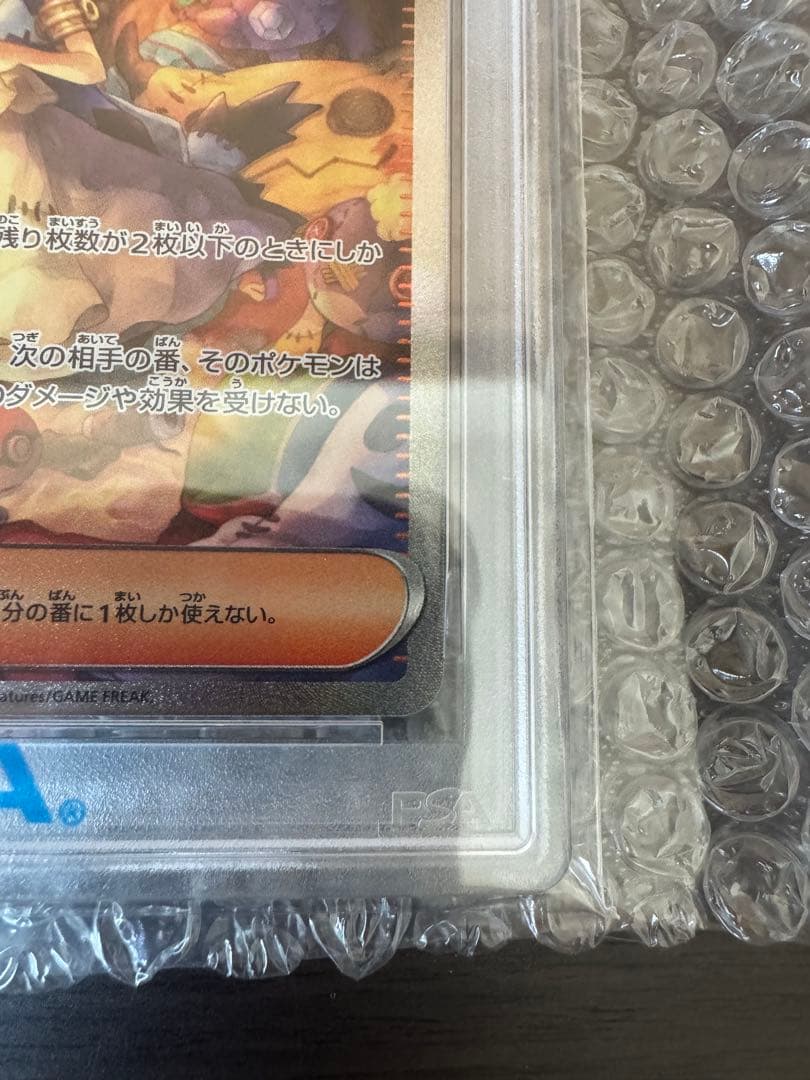 残り枚数が2枚以下のときにしか
次の相手の番、そのポケモンは
ダメージや効果を受けない。
分の番に1枚しか使えない。
atures/GAME FREAK.
A®
PSA